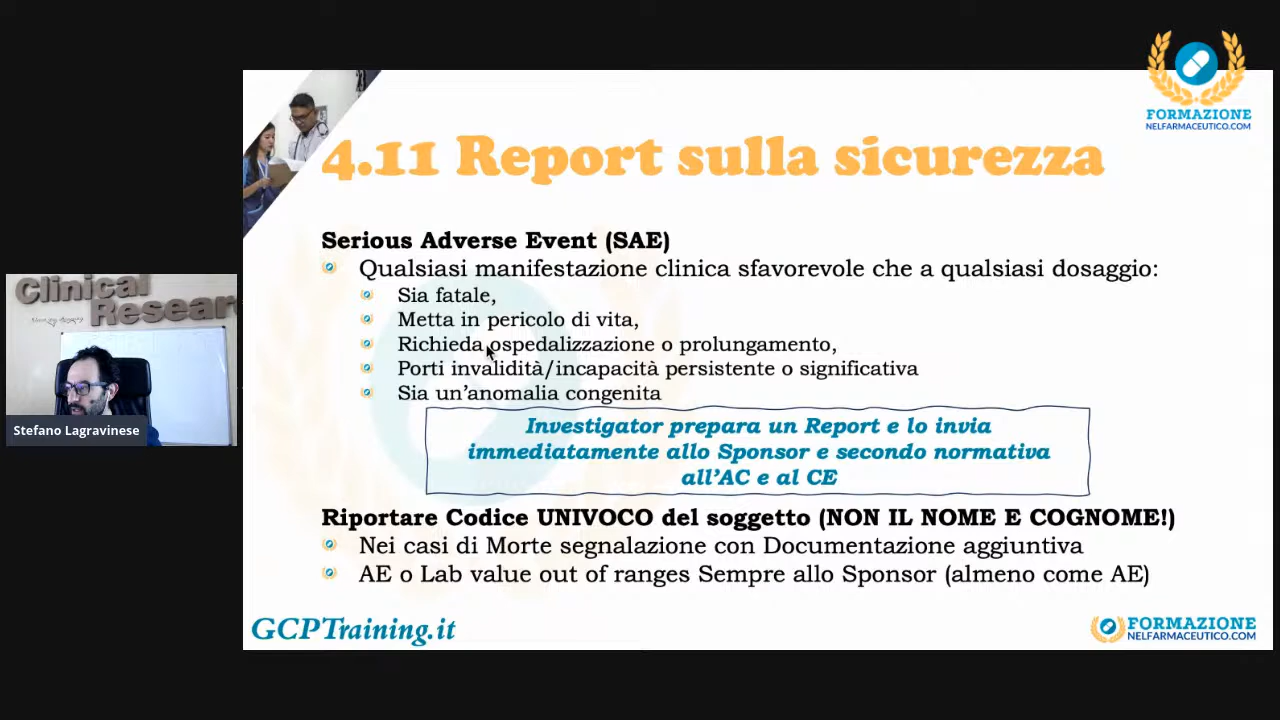 FORMAZIONE
NELFARMACEUTICO.COM
4.11 Report sulla sicurezza
Serious Adverse Event (SAE)
Qualsiasi manifestazione clinica sfavorevole che a qualsiasi dosaggio:
Sia fatale,
Metta in pericolo di vita,
Richieda ospedalizzazione o prolungamento,
Porti invalidità/incapacità persistente o significativa
Sia un'anomalia congenita
Investigator prepara un Report e lo invia
immediatamente allo Sponsor e secondo normativa
all'AC e al CE
Riportare Codice UNIVOCO del soggetto (NON IL NOME E COGNOME!)
Nei casi di Morte segnalazione con Documentazione aggiuntiva
AE o Lab value out of ranges Sempre allo Sponsor (almeno come AE)
GCPTraining.it
FORMAZIONE
NELFARMACEUTICO.COM
Clinical
Resear
Stefano Lagravinese